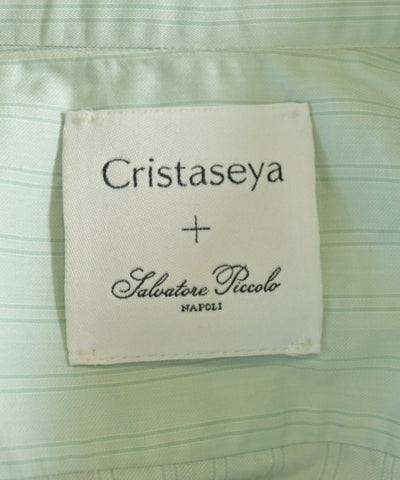 Cristaseya
+
Salvatore Piccolo
NAPOLI